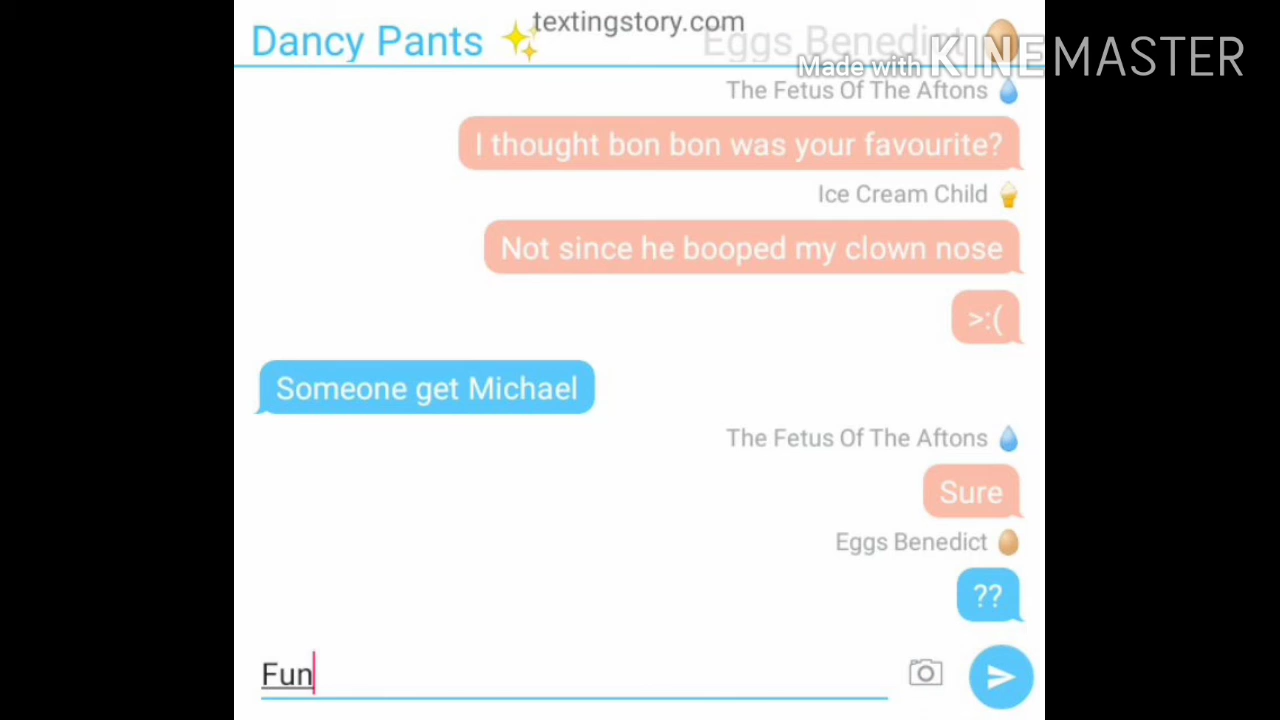 textingstory.com
Dancy Pants ✨ Eggs Benedict 🥚
Made with KINEMASTER
The Fetus Of The Aftons 💧
I thought bon bon was your favourite?
Ice Cream Child 🍦
Not since he booped my clown nose
>:(
Someone get Michael
The Fetus Of The Aftons 💧
Sure
Eggs Benedict 🥚
??
Fun